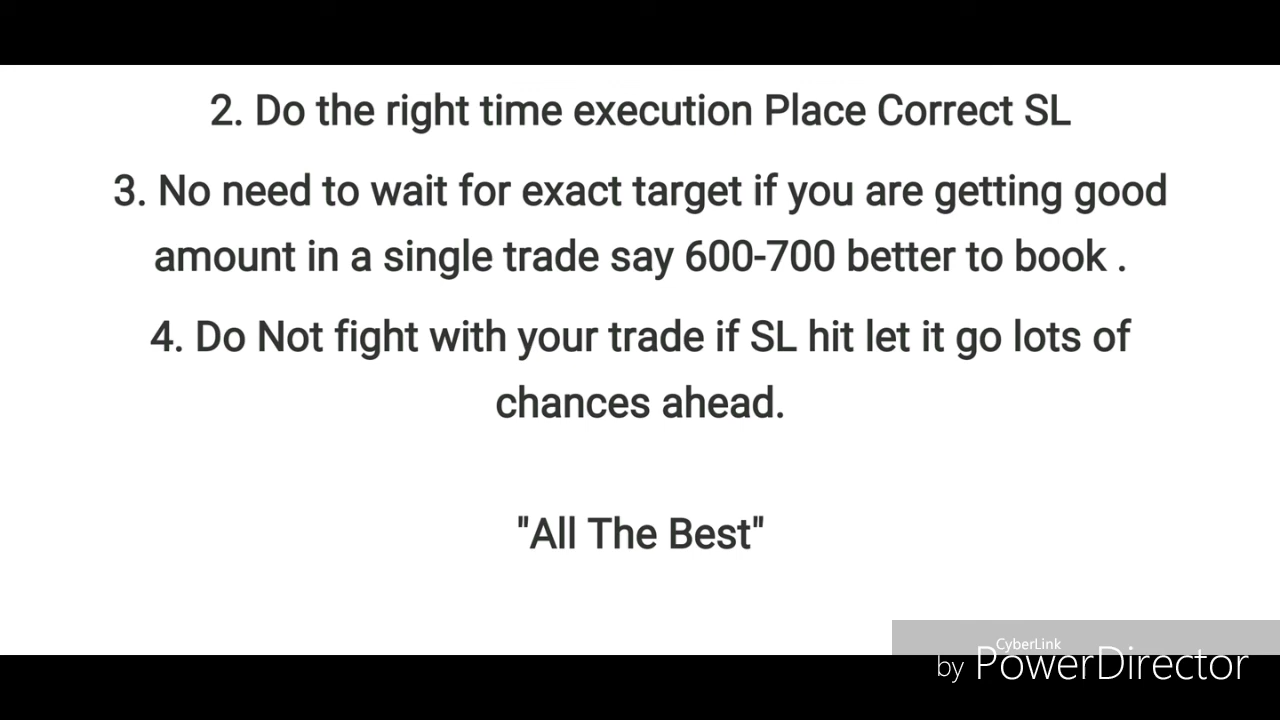 2. Do the right time execution Place Correct SL
3. No need to wait for exact target if you are getting good
amount in a single trade say 600-700 better to book .
4. Do Not fight with your trade if SL hit let it go lots of
chances ahead.
"All The Best"
CyberLink
by PowerDirector